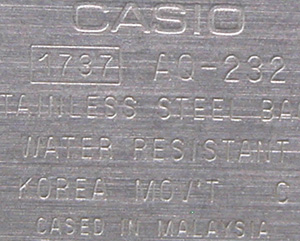 CASIO
1737 AQ-232
TAINLESS STEEL BA
WATER RESISTANT
KOREA MOV'T C
CASED IN MALAYSIA